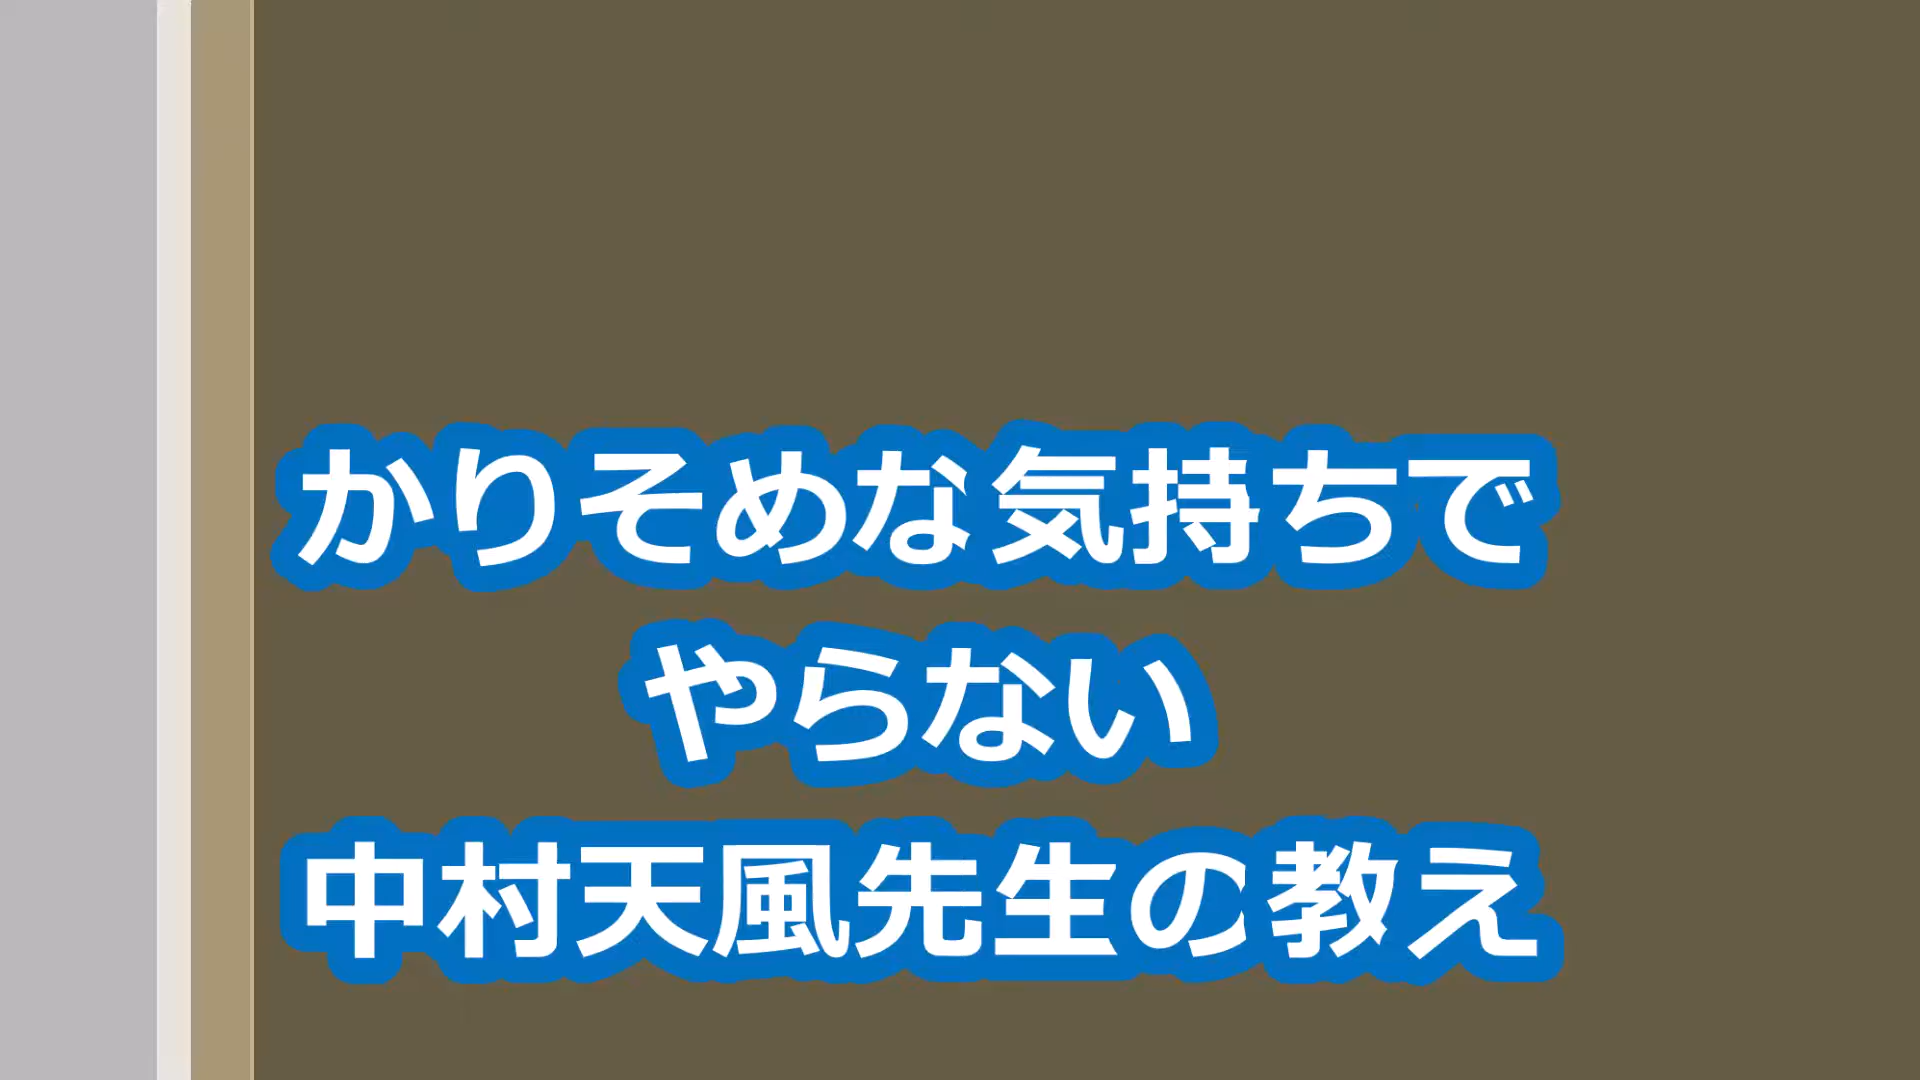 かりそめな気持ちで
やらない
中村天風先生の教え